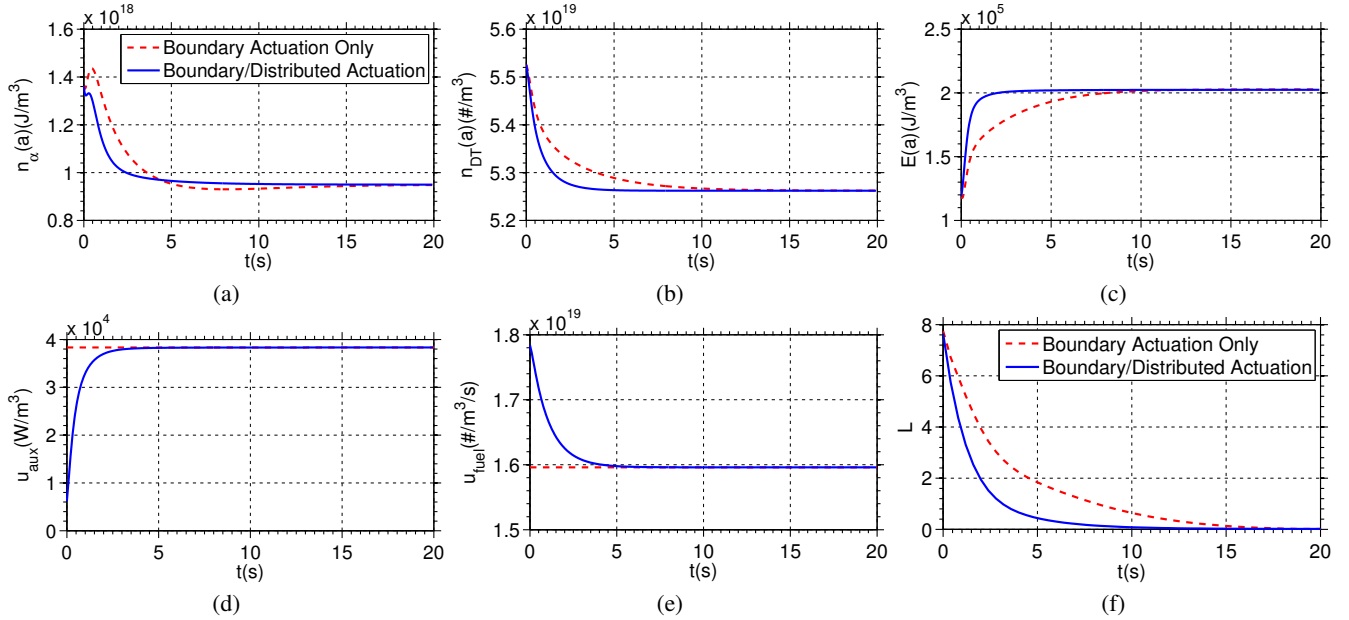 x 10^18
1.6
1.4
1.2
1
0.8
n_α(a)(J/m^3)
0 5 10 15 20
t(s)
Boundary Actuation Only
Boundary/Distributed Actuation
(a)
x 10^19
5.6
5.5
5.4
5.3
5.2
n_DT(a)(#/m^3)
0 5 10 15 20
t(s)
(b)
x 10^5
2.5
2
1.5
1
E(a)(J/m^3)
0 5 10 15 20
t(s)
(c)
x 10^4
4
3
2
1
0
u_aux(W/m^3)
0 5 10 15 20
t(s)
(d)
x 10^19
1.8
1.7
1.6
1.5
u_fuel(#/m^3/s)
0 5 10 15 20
t(s)
(e)
8
6
4
2
0
L
0 5 10 15 20
t(s)
Boundary Actuation Only
Boundary/Distributed Actuation
(f)